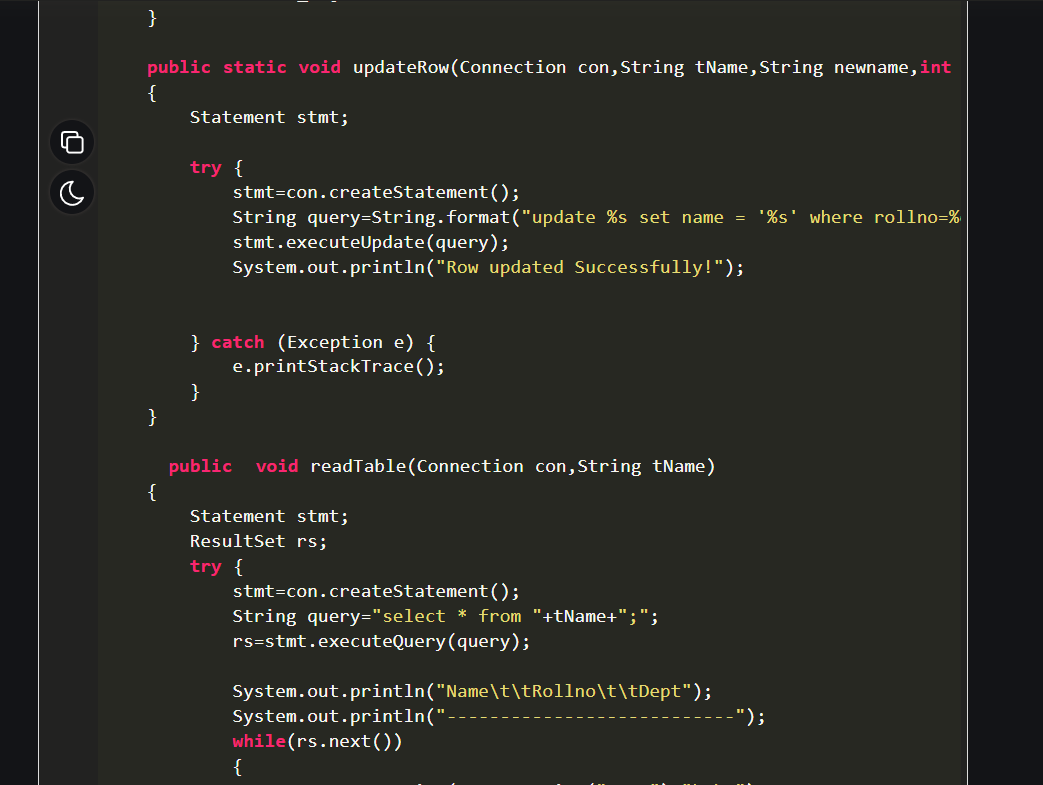 }
public static void updateRow(Connection con,String tName,String newname,int
{
Statement stmt;
try {
stmt=con.createStatement();
String query=String.format("update %s set name = '%s' where rollno=%
stmt.executeUpdate(query);
System.out.println("Row updated Successfully!");
} catch (Exception e) {
e.printStackTrace();
}
}
public  void readTable(Connection con,String tName)
{
Statement stmt;
ResultSet rs;
try {
stmt=con.createStatement();
String query="select * from "+tName+";";
rs=stmt.executeQuery(query);
System.out.println("Name\t\tRollno\t\tDept");
System.out.println("---------------------------");
while(rs.next())
{